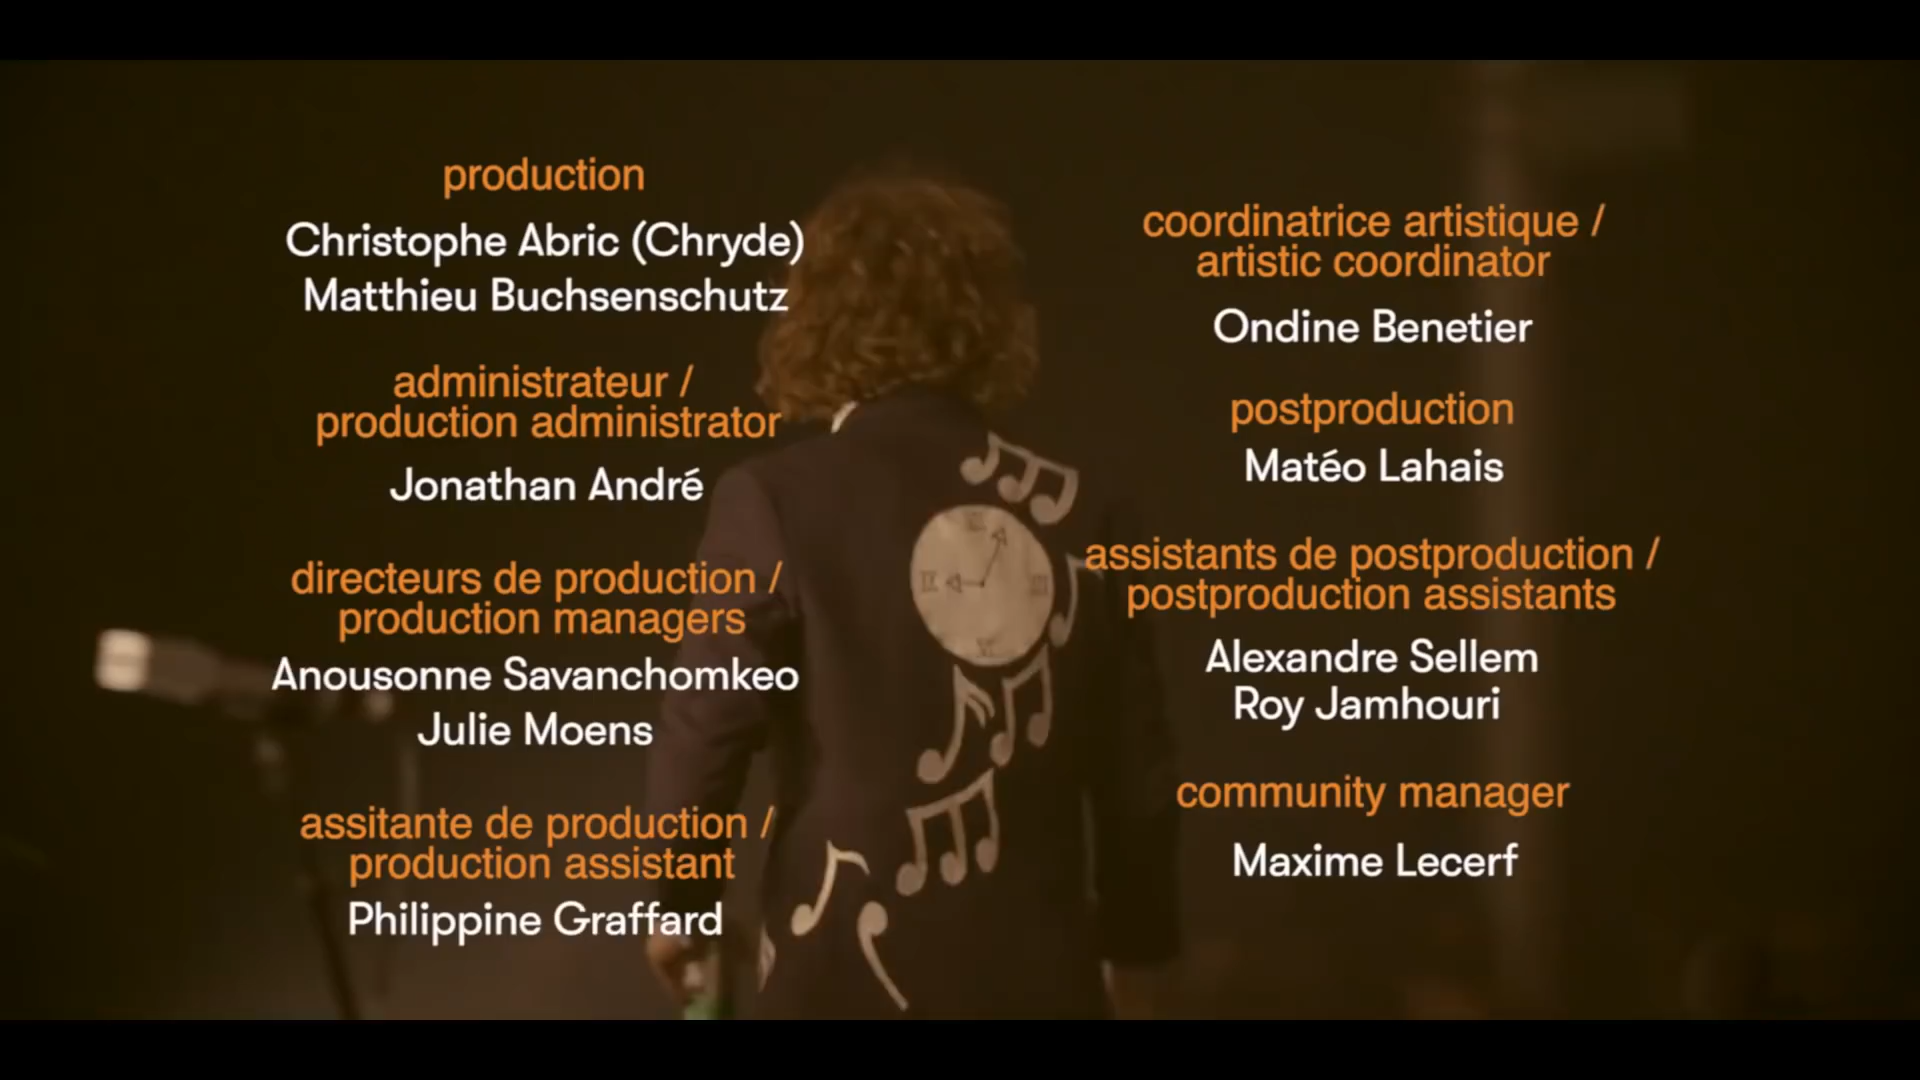 production
Christophe Abric (Chryde)
Matthieu Buchsenschutz
administrateur /
production administrator
Jonathan André
directeurs de production /
production managers
Anousonne Savanchomkeo
Julie Moens
assitante de production /
production assistant
Philippine Graffard
coordinatrice artistique /
artistic coordinator
Ondine Benetier
postproduction
Matéo Lahais
assistants de postproduction /
postproduction assistants
Alexandre Sellem
Roy Jamhouri
community manager
Maxime Lecerf